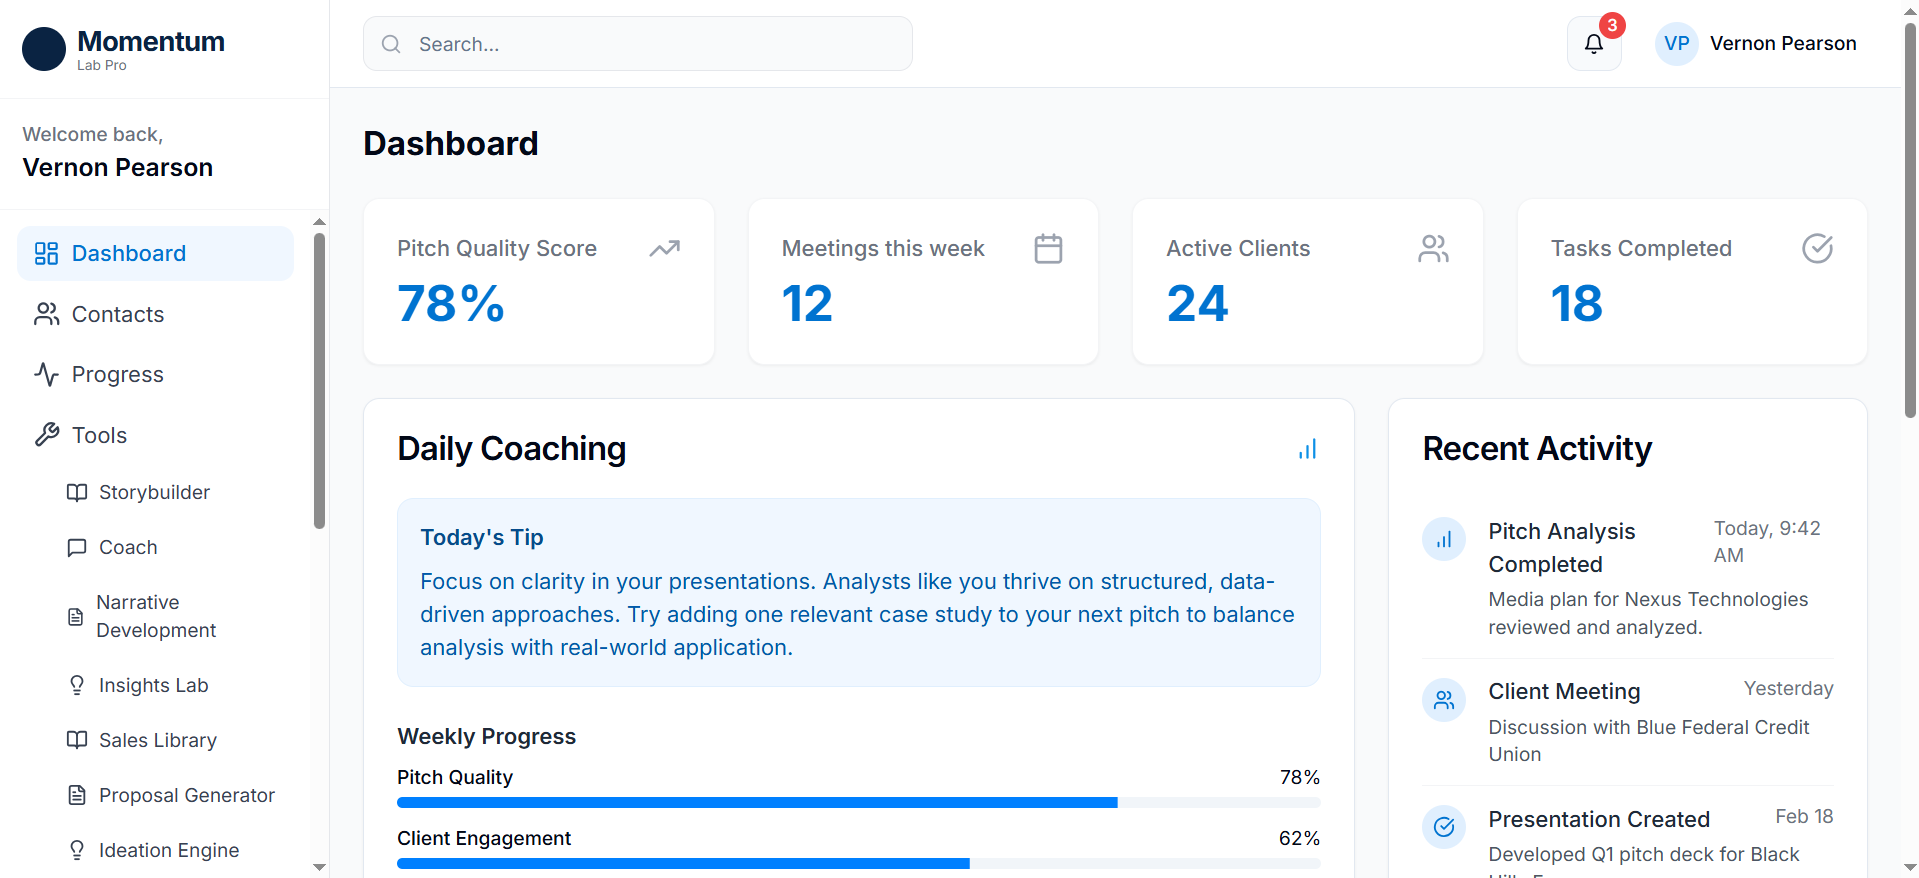 Momentum
Lab Pro
Search...
3
VP
Vernon Pearson
Welcome back,
Vernon Pearson
Dashboard
Contacts
Progress
Tools
Storybuilder
Coach
Narrative
Development
Insights Lab
Sales Library
Proposal Generator
Ideation Engine
Dashboard
Pitch Quality Score
78%
Meetings this week
12
Active Clients
24
Tasks Completed
18
Daily Coaching
Today's Tip
Focus on clarity in your presentations. Analysts like you thrive on structured, data-
driven approaches. Try adding one relevant case study to your next pitch to balance
analysis with real-world application.
Weekly Progress
Pitch Quality
78%
Client Engagement
62%
Recent Activity
Pitch Analysis
Completed
Today, 9:42
AM
Media plan for Nexus Technologies
reviewed and analyzed.
Client Meeting
Yesterday
Discussion with Blue Federal Credit
Union
Presentation Created
Feb 18
Developed Q1 pitch deck for Black